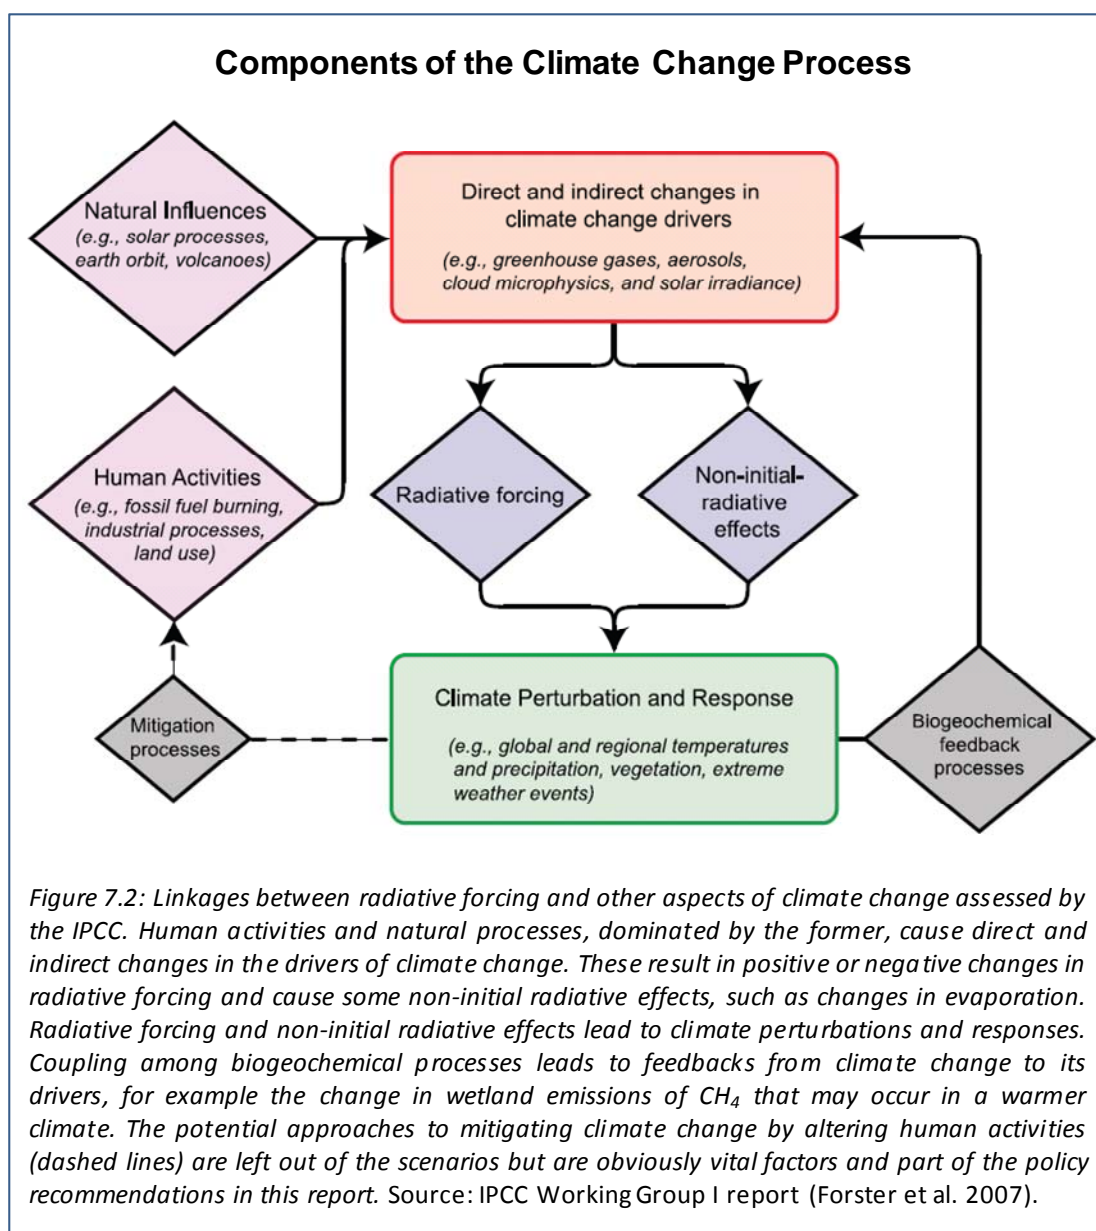 Components of the Climate Change Process
Natural Influences
(e.g., solar processes,
earth orbit, volcanoes)
Direct and indirect changes in
climate change drivers
(e.g., greenhouse gases, aerosols,
cloud microphysics, and solar irradiance)
Human Activities
(e.g., fossil fuel burning,
industrial processes,
land use)
Radiative forcing
Non-initial-
radiative
effects
Mitigation
processes
Climate Perturbation and Response
(e.g., global and regional temperatures
and precipitation, vegetation, extreme
weather events)
Biogeochemical
feedback
processes
Figure 7.2: Linkages between radiative forcing and other aspects of climate change assessed by
the IPCC. Human activities and natural processes, dominated by the former, cause direct and
indirect changes in the drivers of climate change. These result in positive or negative changes in
radiative forcing and cause some non-initial radiative effects, such as changes in evaporation.
Radiative forcing and non-initial radiative effects lead to climate perturbations and responses.
Coupling among biogeochemical processes leads to feedbacks from climate change to its
drivers, for example the change in wetland emissions of CH₄ that may occur in a warmer
climate. The potential approaches to mitigating climate change by altering human activities
(dashed lines) are left out of the scenarios but are obviously vital factors and part of the policy
recommendations in this report. Source: IPCC Working Group I report (Forster et al. 2007).